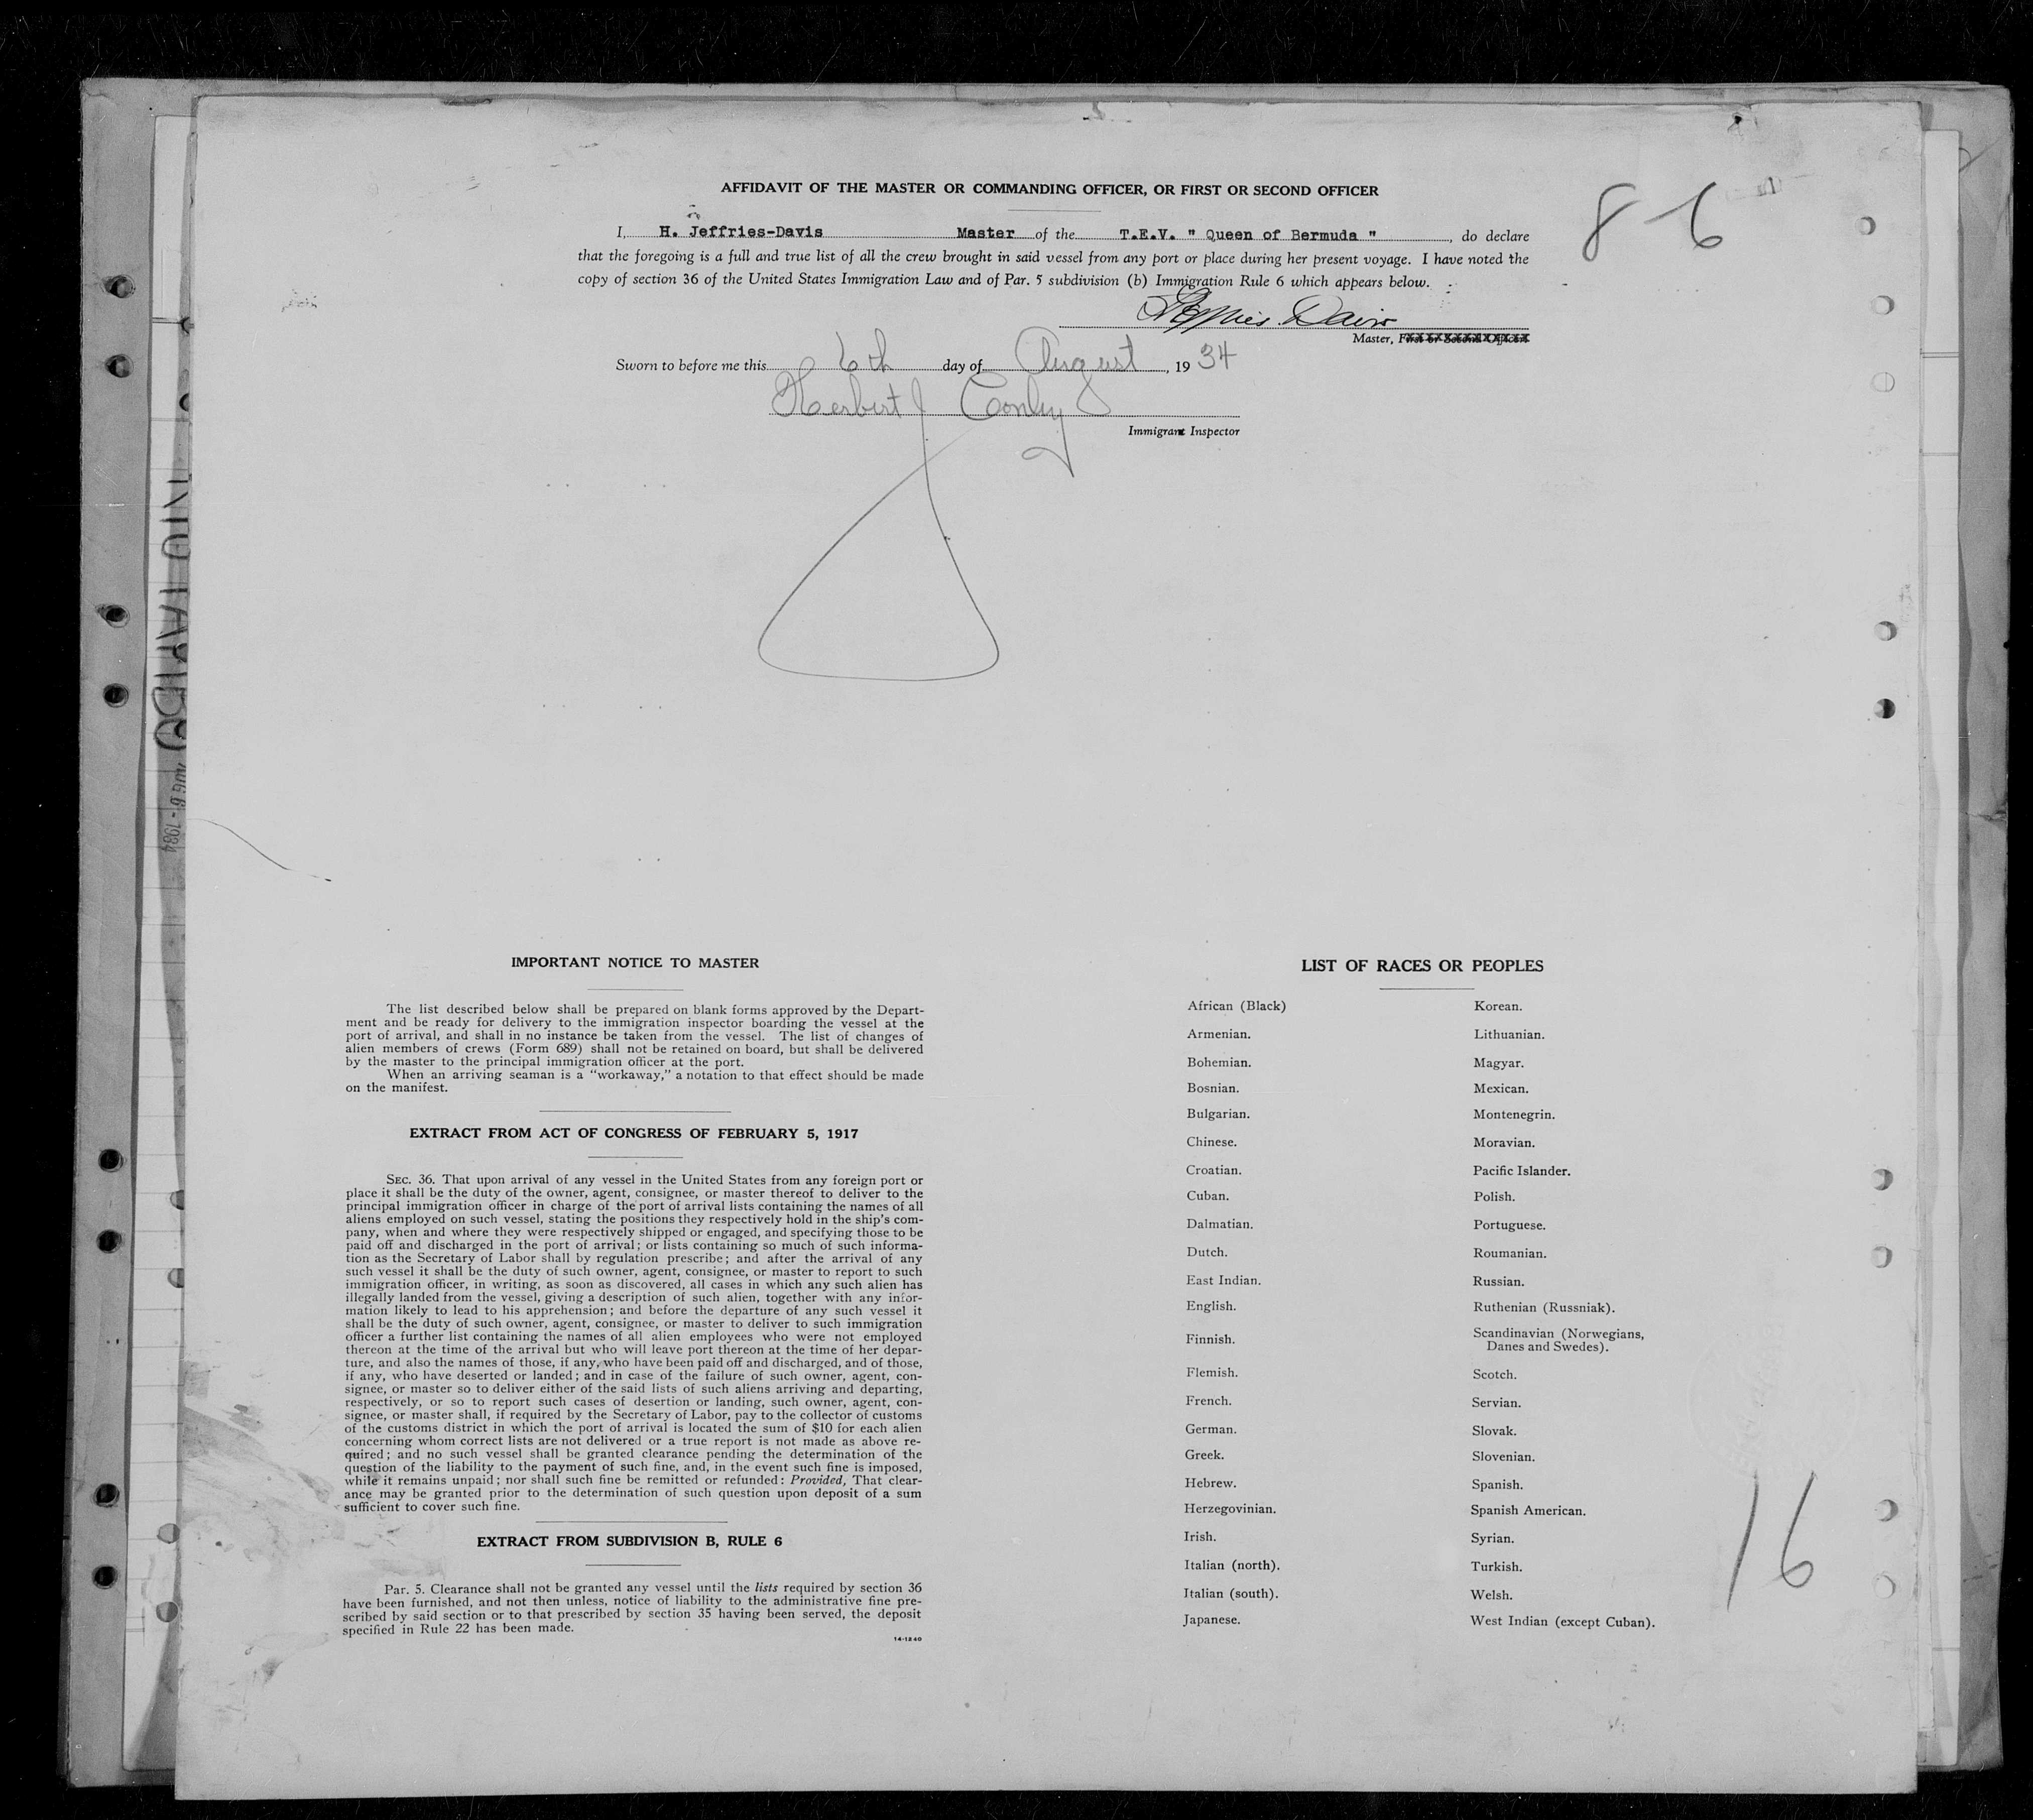 AFFIDAVIT OF THE MASTER OR COMMANDING OFFICER, OR FIRST OR SECOND OFFICER
8-6
I, H. Jeffries-Davis Master of the T.E.V. " Queen of Bermuda ", do declare
that the foregoing is a full and true list of all the crew brought in said vessel from any port or place during her present voyage. I have noted the
copy of section 36 of the United States Immigration Law and of Par. 5 subdivision (b) Immigration Rule 6 which appears below.
Jeffries Davis
Master, First or Second Officer
Sworn to before me this 6th day of August, 1934
Herbert J Conly
Immigrant Inspector
AUG 6 - 1934
IMPORTANT NOTICE TO MASTER
The list described below shall be prepared on blank forms approved by the Depart-
ment and be ready for delivery to the immigration inspector boarding the vessel at the
port of arrival, and shall in no instance be taken from the vessel. The list of changes of
alien members of crews (Form 689) shall not be retained on board, but shall be delivered
by the master to the principal immigration officer at the port.
When an arriving seaman is a "workaway," a notation to that effect should be made
on the manifest.
EXTRACT FROM ACT OF CONGRESS OF FEBRUARY 5, 1917
SEC. 36. That upon arrival of any vessel in the United States from any foreign port or
place it shall be the duty of the owner, agent, consignee, or master thereof to deliver to the
principal immigration officer in charge of the port of arrival lists containing the names of all
aliens employed on such vessel, stating the positions they respectively hold in the ship's com-
pany, when and where they were respectively shipped or engaged, and specifying those to be
paid off and discharged in the port of arrival; or lists containing so much of such informa-
tion as the Secretary of Labor shall by regulation prescribe; and after the arrival of any
such vessel it shall be the duty of such owner, agent, consignee, or master to report to such
immigration officer, in writing, as soon as discovered, all cases in which any such alien has
illegally landed from the vessel, giving a description of such alien, together with any infor-
mation likely to lead to his apprehension; and before the departure of any such vessel it
shall be the duty of such owner, agent, consignee, or master to deliver to such immigration
officer a further list containing the names of all alien employees who were not employed
thereon at the time of the arrival but who will leave port thereon at the time of her depar-
ture, and also the names of those, if any, who have been paid off and discharged, and of those,
if any, who have deserted or landed; and in case of the failure of such owner, agent, con-
signee, or master so to deliver either of the said lists of such aliens arriving and departing,
respectively, or so to report such cases of desertion or landing, such owner, agent, con-
signee, or master shall, if required by the Secretary of Labor, pay to the collector of customs
of the customs district in which the port of arrival is located the sum of $10 for each alien
concerning whom correct lists are not delivered or a true report is not made as above re-
quired; and no such vessel shall be granted clearance pending the determination of the
question of the liability to the payment of such fine, and, in the event such fine is imposed,
while it remains unpaid; nor shall such fine be remitted or refunded: Provided, That clear-
ance may be granted prior to the determination of such question upon deposit of a sum
sufficient to cover such fine.
EXTRACT FROM SUBDIVISION B, RULE 6
Par. 5. Clearance shall not be granted any vessel until the lists required by section 36
have been furnished, and not then unless, notice of liability to the administrative fine pre-
scribed by said section or to that prescribed by section 35 having been served, the deposit
specified in Rule 22 has been made.
14-1240
LIST OF RACES OR PEOPLES
African (Black)
Armenian.
Bohemian.
Bosnian.
Bulgarian.
Chinese.
Croatian.
Cuban.
Dalmatian.
Dutch.
East Indian.
English.
Finnish.
Flemish.
French.
German.
Greek.
Hebrew.
Herzegovinian.
Irish.
Italian (north).
Italian (south).
Japanese.
Korean.
Lithuanian.
Magyar.
Mexican.
Montenegrin.
Moravian.
Pacific Islander.
Polish.
Portuguese.
Roumanian.
Russian.
Ruthenian (Russniak).
Scandinavian (Norwegians,
Danes and Swedes).
Scotch.
Servian.
Slovak.
Slovenian.
Spanish.
Spanish American.
Syrian.
Turkish.
Welsh.
West Indian (except Cuban).
16